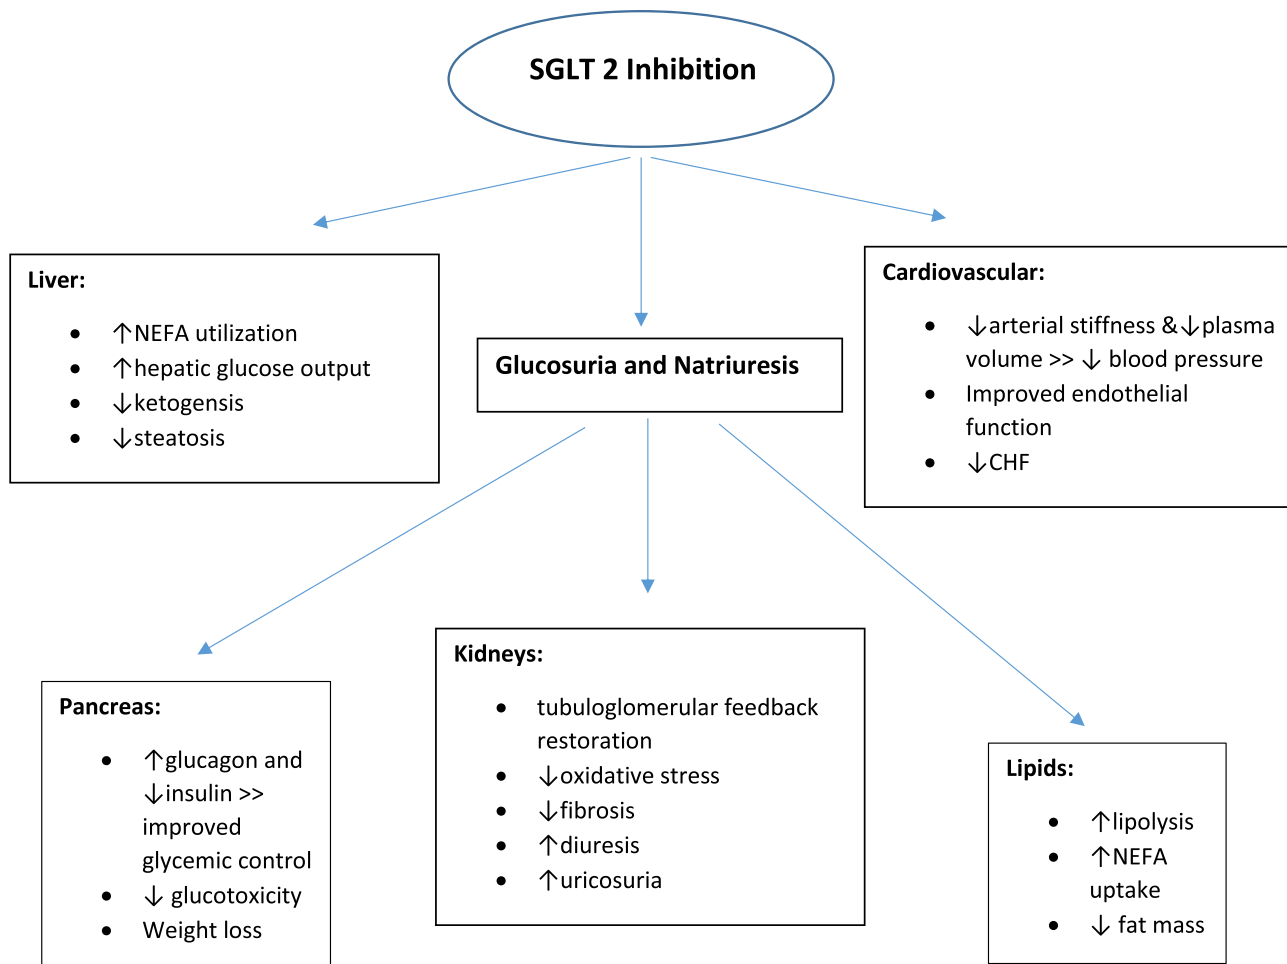 SGLT 2 Inhibition
Liver:
• ↑NEFA utilization
• ↑hepatic glucose output
• ↓ketogensis
• ↓steatosis
Glucosuria and Natriuresis
Cardiovascular:
• ↓arterial stiffness &↓plasma
volume >> ↓ blood pressure
• Improved endothelial
function
• ↓CHF
Pancreas:
• ↑glucagon and
↓insulin >>
improved
glycemic control
• ↓ glucotoxicity
• Weight loss
Kidneys:
• tubuloglomerular feedback
restoration
• ↓oxidative stress
• ↓fibrosis
• ↑diuresis
• ↑uricosuria
Lipids:
• ↑lipolysis
• ↑NEFA
uptake
• ↓ fat mass